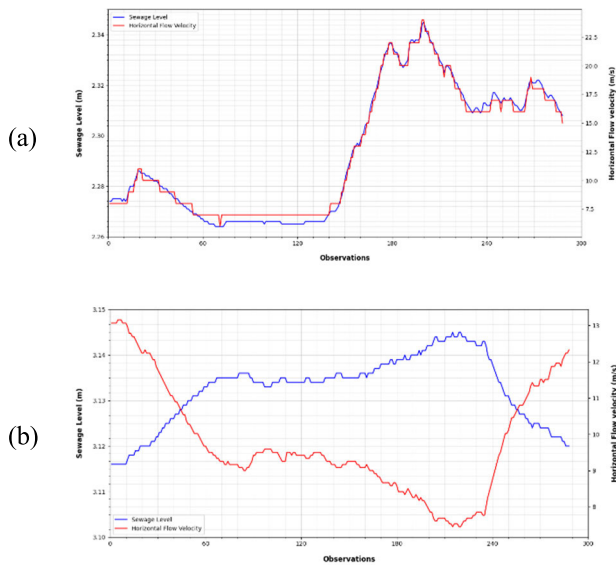 (a)
Sewage Level
Horizontal Flow Velocity
2.34
2.32
2.30
2.28
2.26
Sewage Level (m)
22.5
20.0
17.5
15.0
12.5
10.0
7.5
Horizontal Flow velocity (m/s)
0 60 120 180 240 300
Observations
(b)
3.15
3.14
3.13
3.12
3.11
3.10
Sewage Level (m)
13
12
11
10
9
8
Horizontal Flow velocity (m/s)
Sewage Level
Horizontal Flow Velocity
0 60 120 180 240 300
Observations